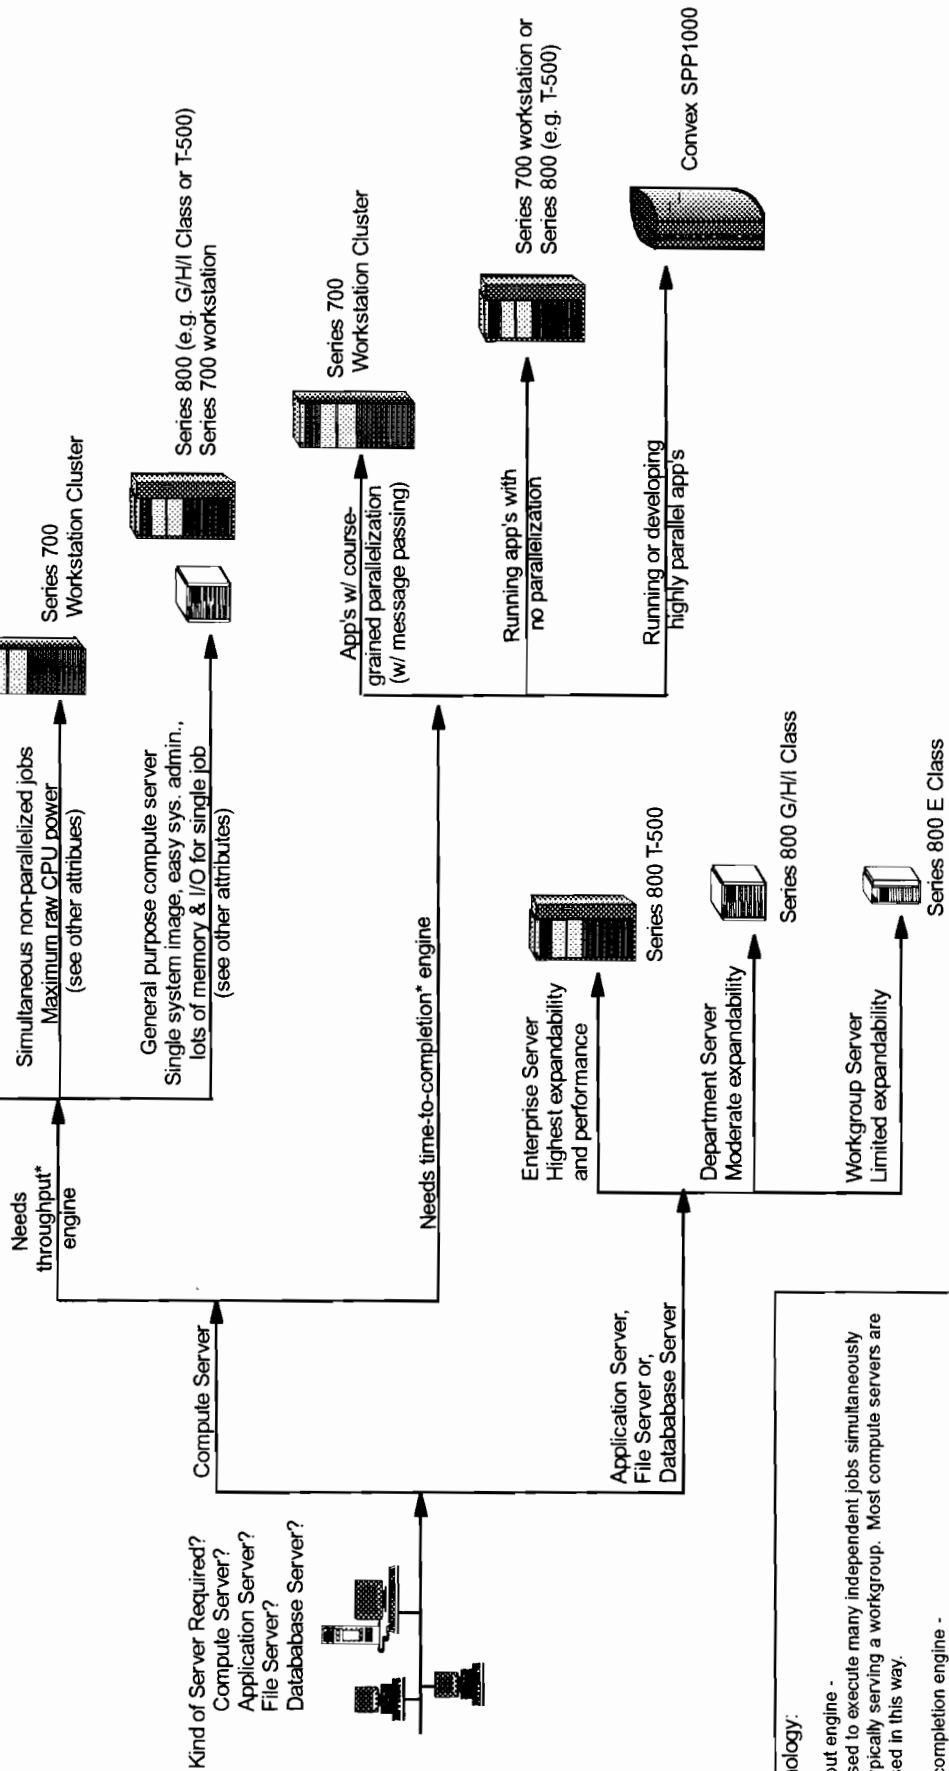 Kind of Server Required?
Compute Server?
Application Server?
File Server?
Datababase Server?
Compute Server
Needs
throughput*
engine
Simultaneous non-parallelized jobs
Maximum raw CPU power
(see other attribues)
Series 700
Workstation Cluster
General purpose compute server
Single system image, easy sys. admin.,
lots of memory & I/O for single job
(see other attributes)
Series 800 (e.g. G/H/I Class or T-500)
Series 700 workstation
Needs time-to-completion* engine
App's w/ course-
grained parallelization
(w/ message passing)
Series 700
Workstation Cluster
Running app's with
no parallelization
Series 700 workstation or
Series 800 (e.g. T-500)
Running or developing
highly parallel app's
Convex SPP1000
Application Server,
File Server or,
Datababase Server
Enterprise Server
Highest expandability
and performance
Series 800 T-500
Department Server
Moderate expandability
Series 800 G/H/I Class
Workgroup Server
Limited expandability
Series 800 E Class
ology:
out engine -
sed to execute many independent jobs simultaneously
pically serving a workgroup. Most compute servers are
sed in this way.
completion engine -